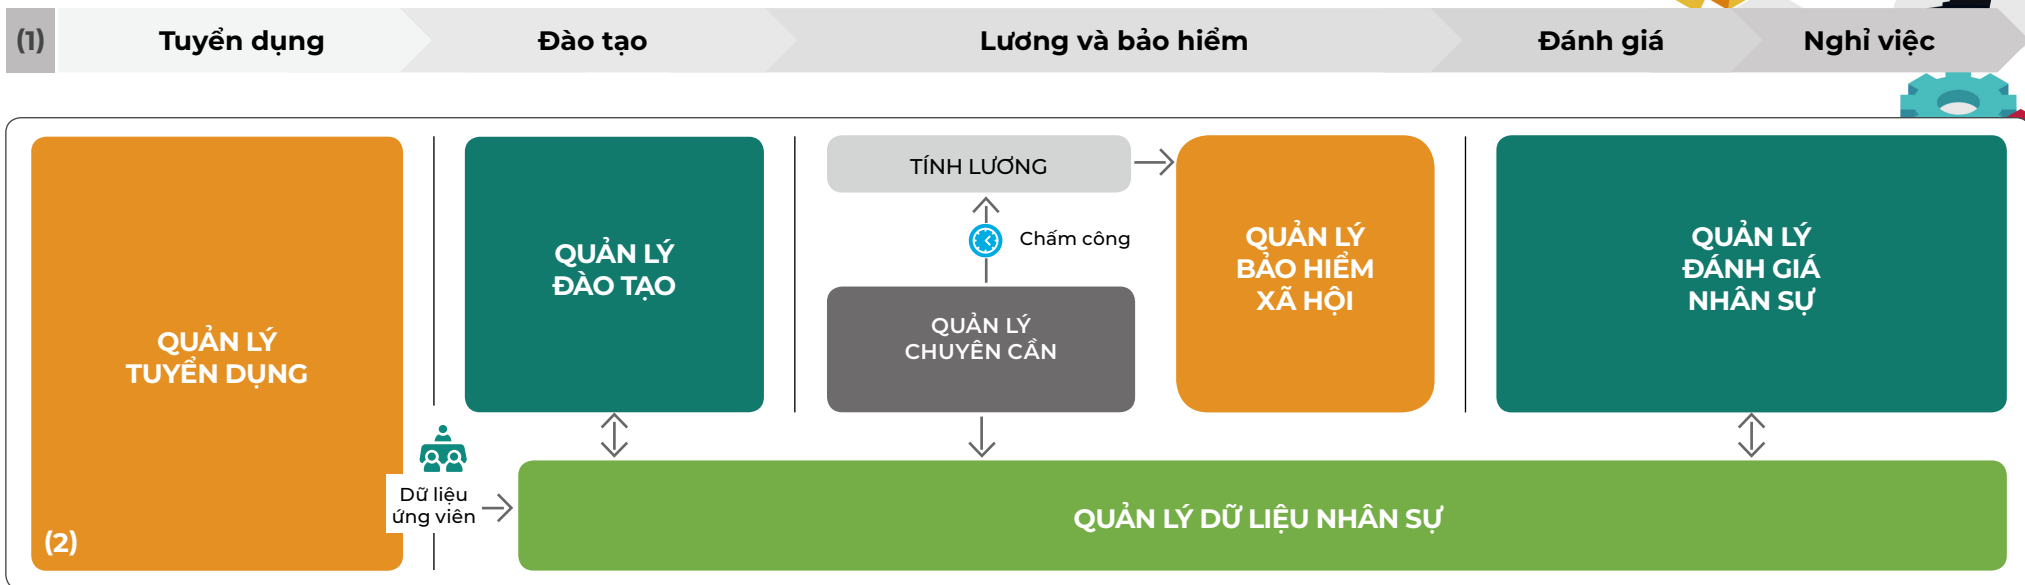 (1)
Tuyển dụng
Đào tạo
Lương và bảo hiểm
Đánh giá
Nghỉ việc
QUẢN LÝ
TUYỂN DỤNG
(2)
Dữ liệu
ứng viên
QUẢN LÝ
ĐÀO TẠO
TÍNH LƯƠNG
Chấm công
QUẢN LÝ
CHUYÊN CẦN
QUẢN LÝ
BẢO HIỂM
XÃ HỘI
QUẢN LÝ
ĐÁNH GIÁ
NHÂN SỰ
QUẢN LÝ DỮ LIỆU NHÂN SỰ